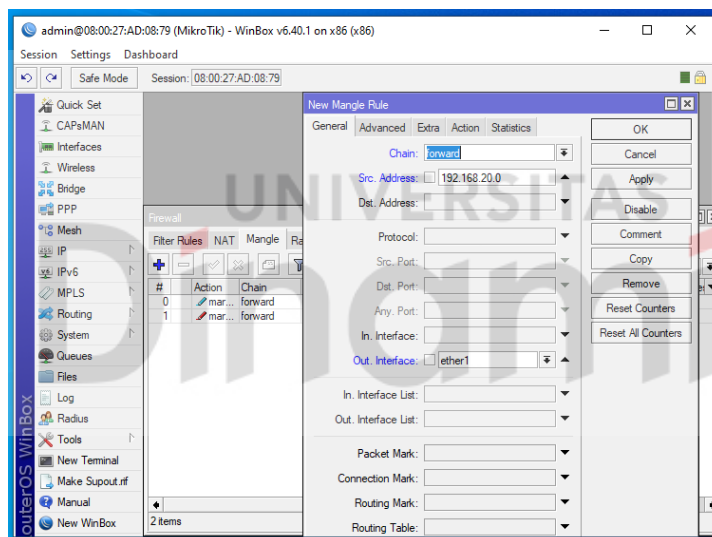 admin@08:00:27:AD:08:79 (MikroTik) - WinBox v6.40.1 on x86 (x86)
Session Settings Dashboard
Safe Mode Session: 08:00:27:AD:08:79
Quick Set
CAPsMAN
Interfaces
Wireless
Bridge
PPP
Mesh
IP
IPv6
MPLS
Routing
System
Queues
Files
Log
Radius
Tools
New Terminal
Make Supout.rif
Manual
New WinBox
RouterOS WinBox
Firewall
Filter Rules NAT Mangle Ra
# Action Chain
0 mar... forward
1 mar... forward
2 items
New Mangle Rule
General Advanced Extra Action Statistics
Chain: forward
Src. Address: 192.168.20.0
Dst. Address:
Protocol:
Src. Port:
Dst. Port:
Any. Port:
In. Interface:
Out. Interface: ether1
In. Interface List:
Out. Interface List:
Packet Mark:
Connection Mark:
Routing Mark:
Routing Table:
OK
Cancel
Apply
Disable
Comment
Copy
Remove
Reset Counters
Reset All Counters
UNIVERSITAS
Dinami